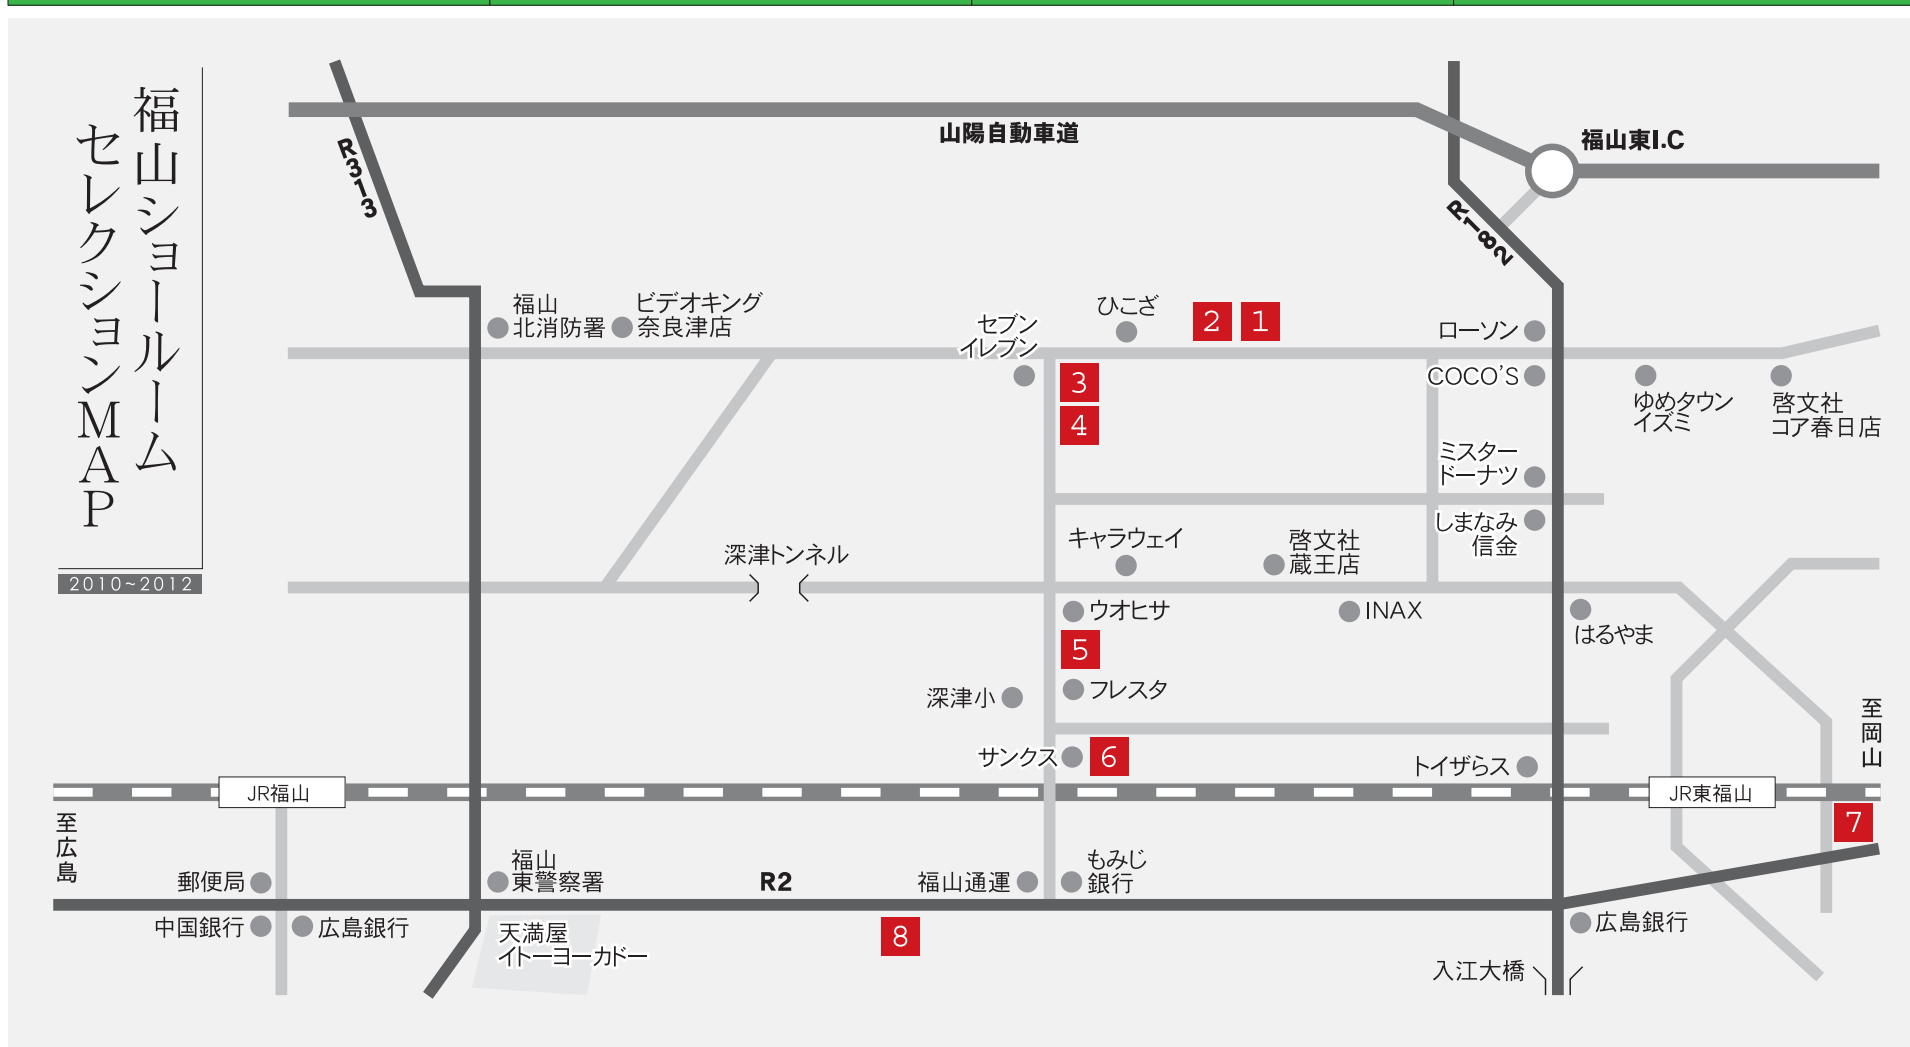 福山ショールーム
セレクションMAP
2010~2012
R313
山陽自動車道
福山東I.C
R182
福山
北消防署
ビデオキング
奈良津店
セブン
イレブン
ひこざ
2
1
ローソン
3
4
COCO'S
ゆめタウン
イズミ
啓文社
コア春日店
ミスター
ドーナツ
しまなみ
信金
深津トンネル
キャラウェイ
啓文社
蔵王店
ウオヒサ
INAX
はるやま
5
フレスタ
深津小
サンクス
6
トイザらス
至岡山
JR福山
JR東福山
7
至広島
郵便局
福山
東警察署
R2
福山通運
もみじ
銀行
中国銀行
広島銀行
天満屋
イトーヨーカドー
8
広島銀行
入江大橋